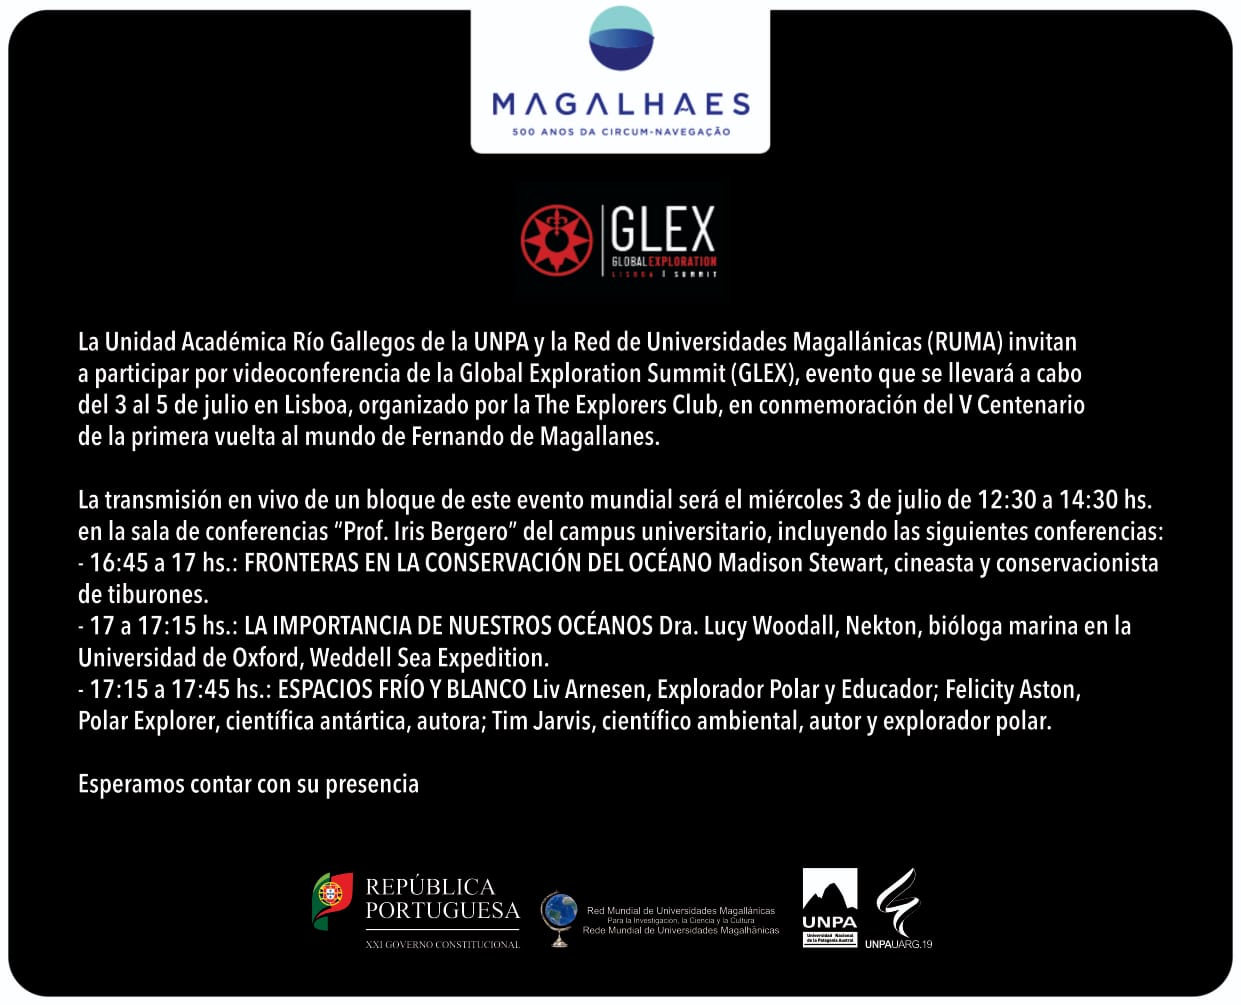 MAGALHAES
500 ANOS DA CIRCUM-NAVEGAÇÃO
GLEX
GLOBAL EXPLORATION
LISBOA | SUMMIT
La Unidad Académica Río Gallegos de la UNPA y la Red de Universidades Magallánicas (RUMA) invitan
a participar por videoconferencia de la Global Exploration Summit (GLEX), evento que se llevará a cabo
del 3 al 5 de julio en Lisboa, organizado por la The Explorers Club, en conmemoración del V Centenario
de la primera vuelta al mundo de Fernando de Magallanes.
La transmisión en vivo de un bloque de este evento mundial será el miércoles 3 de julio de 12:30 a 14:30 hs.
en la sala de conferencias “Prof. Iris Bergero” del campus universitario, incluyendo las siguientes conferencias:
- 16:45 a 17 hs.: FRONTERAS EN LA CONSERVACIÓN DEL OCÉANO Madison Stewart, cineasta y conservacionista
de tiburones.
- 17 a 17:15 hs.: LA IMPORTANCIA DE NUESTROS OCÉANOS Dra. Lucy Woodall, Nekton, bióloga marina en la
Universidad de Oxford, Weddell Sea Expedition.
- 17:15 a 17:45 hs.: ESPACIOS FRÍO Y BLANCO Liv Arnesen, Explorador Polar y Educador; Felicity Aston,
Polar Explorer, científica antártica, autora; Tim Jarvis, científico ambiental, autor y explorador polar.
Esperamos contar con su presencia
REPÚBLICA
PORTUGUESA
XXI GOVERNO CONSTITUCIONAL
Red Mundial de Universidades Magallánicas
Para la Investigación, la Ciencia y la Cultura
Rede Mundial de Universidades Magalhânicas
UNPA
Universidad Nacional
de la Patagonia Austral
UNPAUARG.19